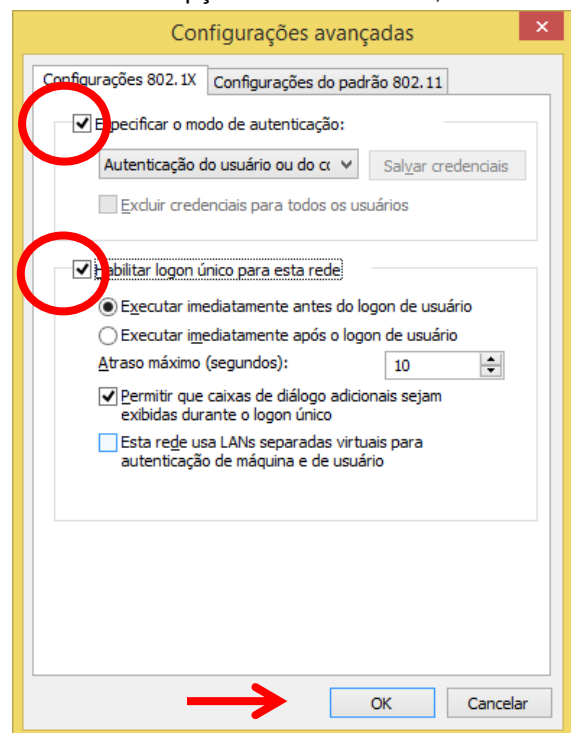 Configurações avançadas
Configurações 802.1X
Configurações do padrão 802.11
Especificar o modo de autenticação:
Autenticação do usuário ou do co
Salvar credenciais
Excluir credenciais para todos os usuários
Habilitar logon único para esta rede
Executar imediatamente antes do logon de usuário
Executar imediatamente após o logon de usuário
Atraso máximo (segundos):
10
Permitir que caixas de diálogo adicionais sejam
exibidas durante o logon único
Esta rede usa LANs separadas virtuais para
autenticação de máquina e de usuário
OK
Cancelar